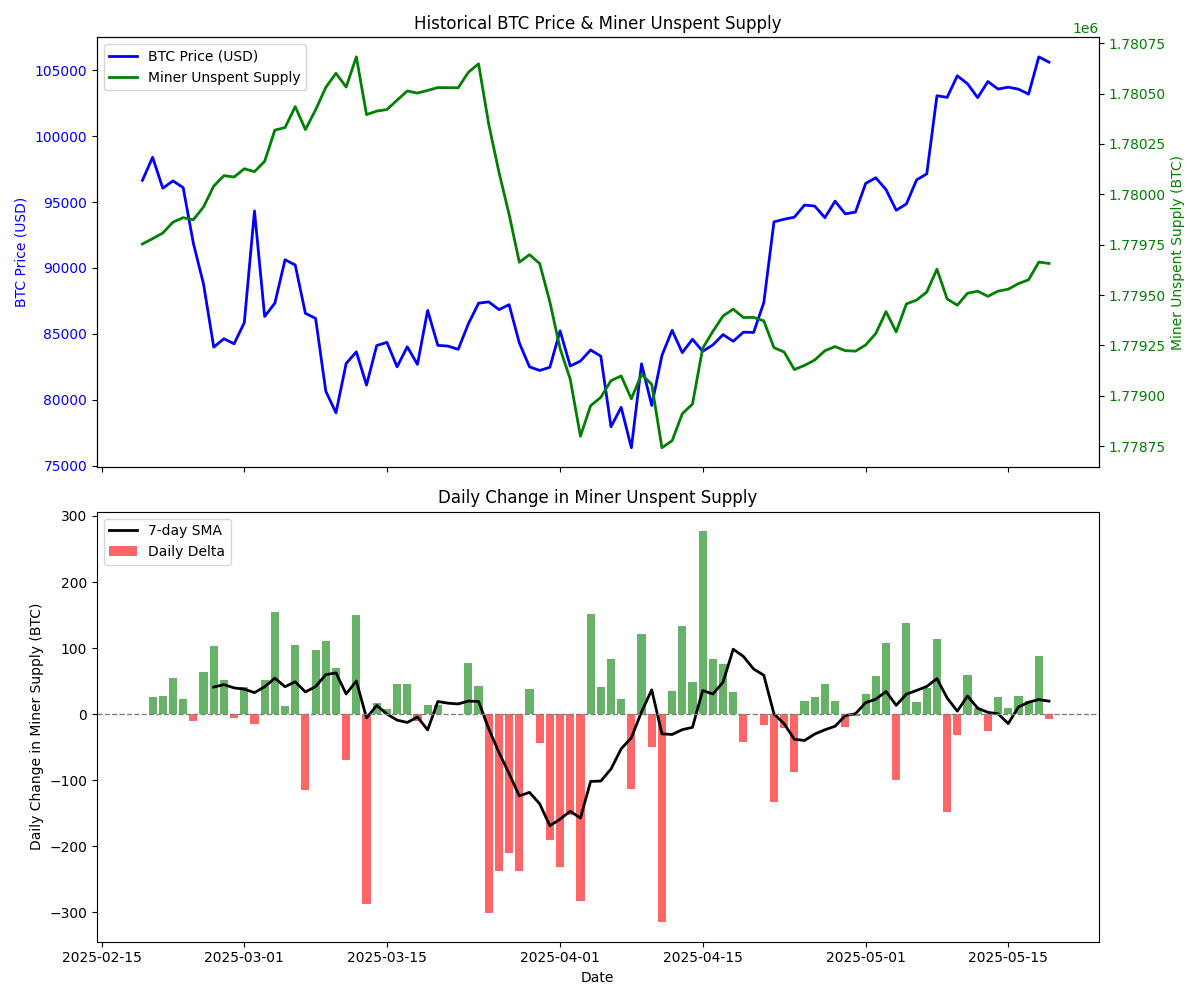 Historical BTC Price & Miner Unspent Supply
1e6
BTC Price (USD)
Miner Unspent Supply
105000
100000
95000
90000
85000
80000
75000
BTC Price (USD)
1.78075
1.78050
1.78025
1.78000
1.77975
1.77950
1.77925
1.77900
1.77875
Miner Unspent Supply (BTC)
Daily Change in Miner Unspent Supply
7-day SMA
Daily Delta
300
200
100
0
−100
−200
−300
Daily Change in Miner Supply (BTC)
2025-02-15
2025-03-01
2025-03-15
2025-04-01
2025-04-15
2025-05-01
2025-05-15
Date